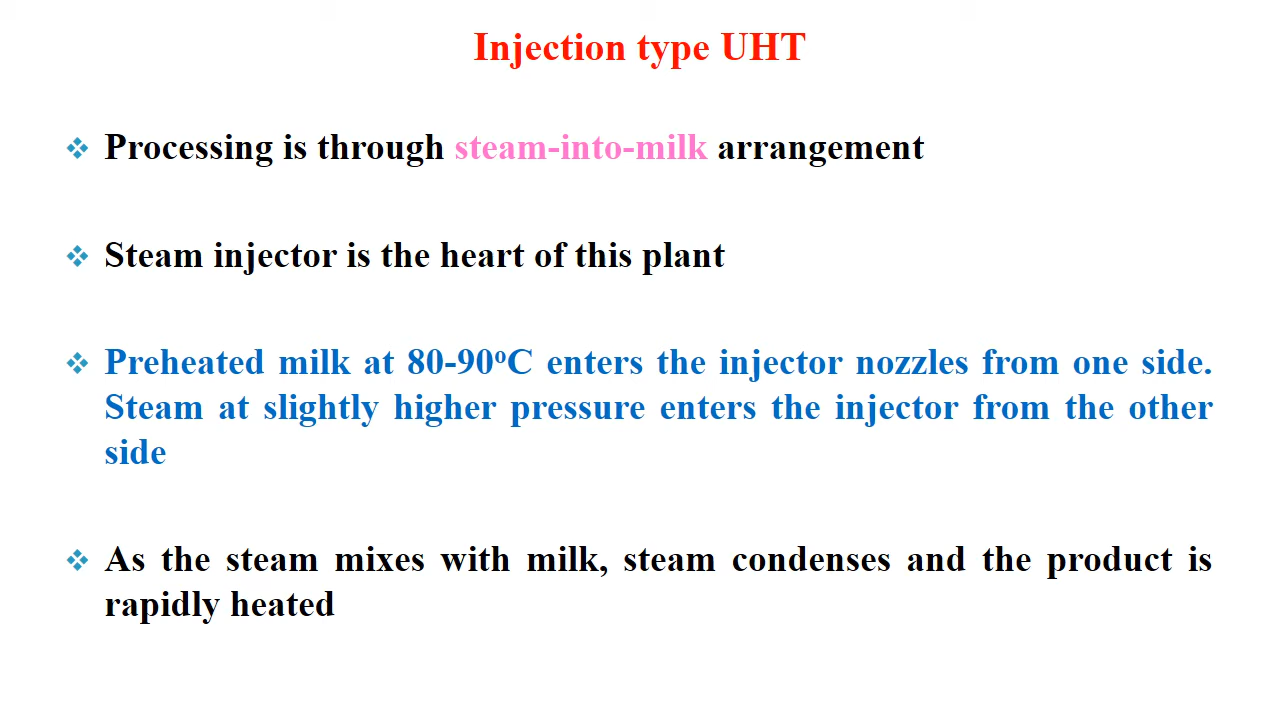 Injection type UHT
❖ Processing is through steam-into-milk arrangement
❖ Steam injector is the heart of this plant
❖ Preheated milk at 80-90ºC enters the injector nozzles from one side.
Steam at slightly higher pressure enters the injector from the other
side
❖ As the steam mixes with milk, steam condenses and the product is
rapidly heated